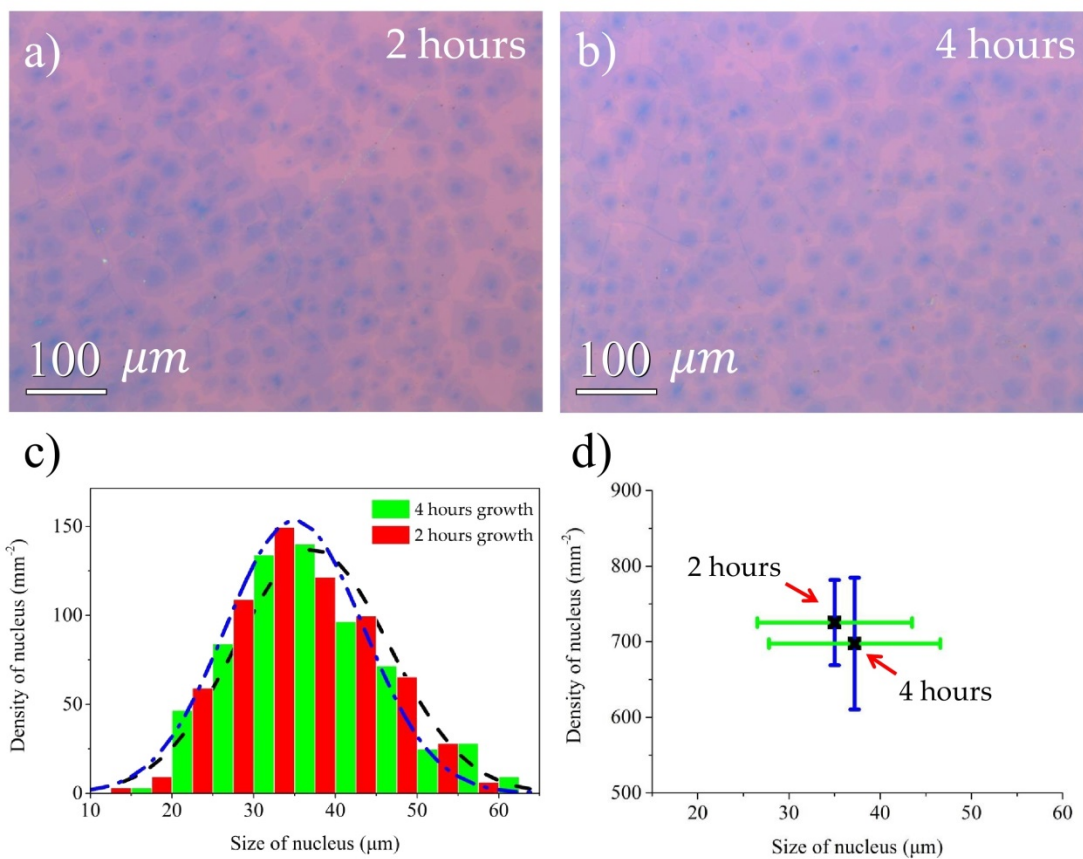 a)
2 hours
100 μm
b)
4 hours
100 μm
c)
Density of nucleus (mm⁻²)
150
100
50
0
4 hours growth
2 hours growth
10 20 30 40 50 60
Size of nucleus (μm)
d)
Density of nucleus (mm⁻²)
900
800
700
600
500
2 hours
4 hours
20 30 40 50 60
Size of nucleus (μm)